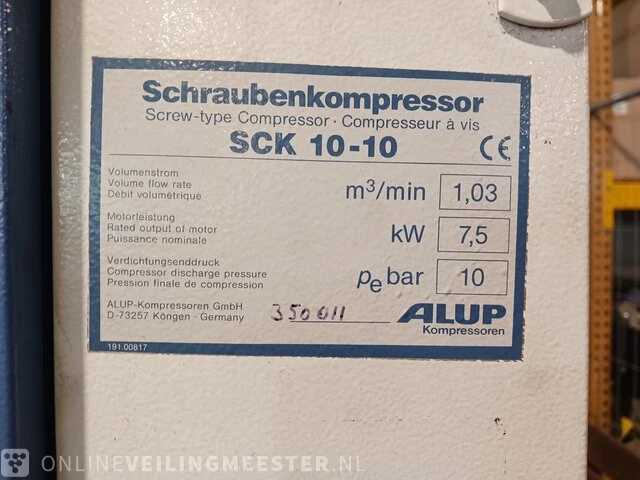 Schraubenkompressor
Screw-type Compressor · Compresseur à vis
SCK 10-10
CE
Volumenstrom
Volume flow rate
Débit volumétrique
m³/min 1,03
Motorleistung
Rated output of motor
Puissance nominale
kW 7,5
Verdichtungsenddruck
Compressor discharge pressure
Pression finale de compression
pe bar 10
ALUP-Kompressoren GmbH
D-73257 Köngen · Germany
350011
ALUP
Kompressoren
191.00817
ONLINEVEILINGMEESTER.NL